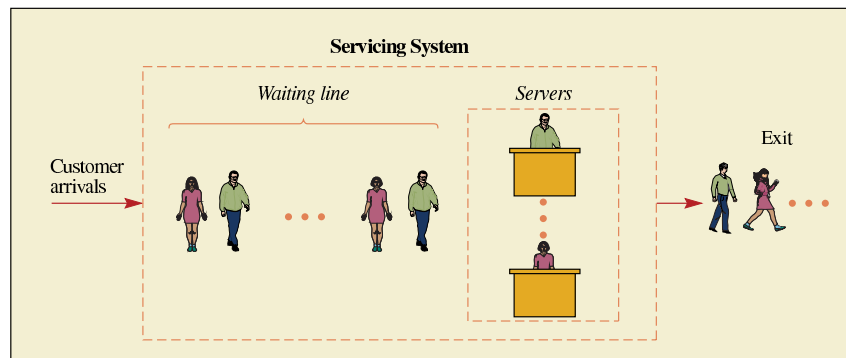 Servicing System
Waiting line
Servers
Customer
arrivals
Exit